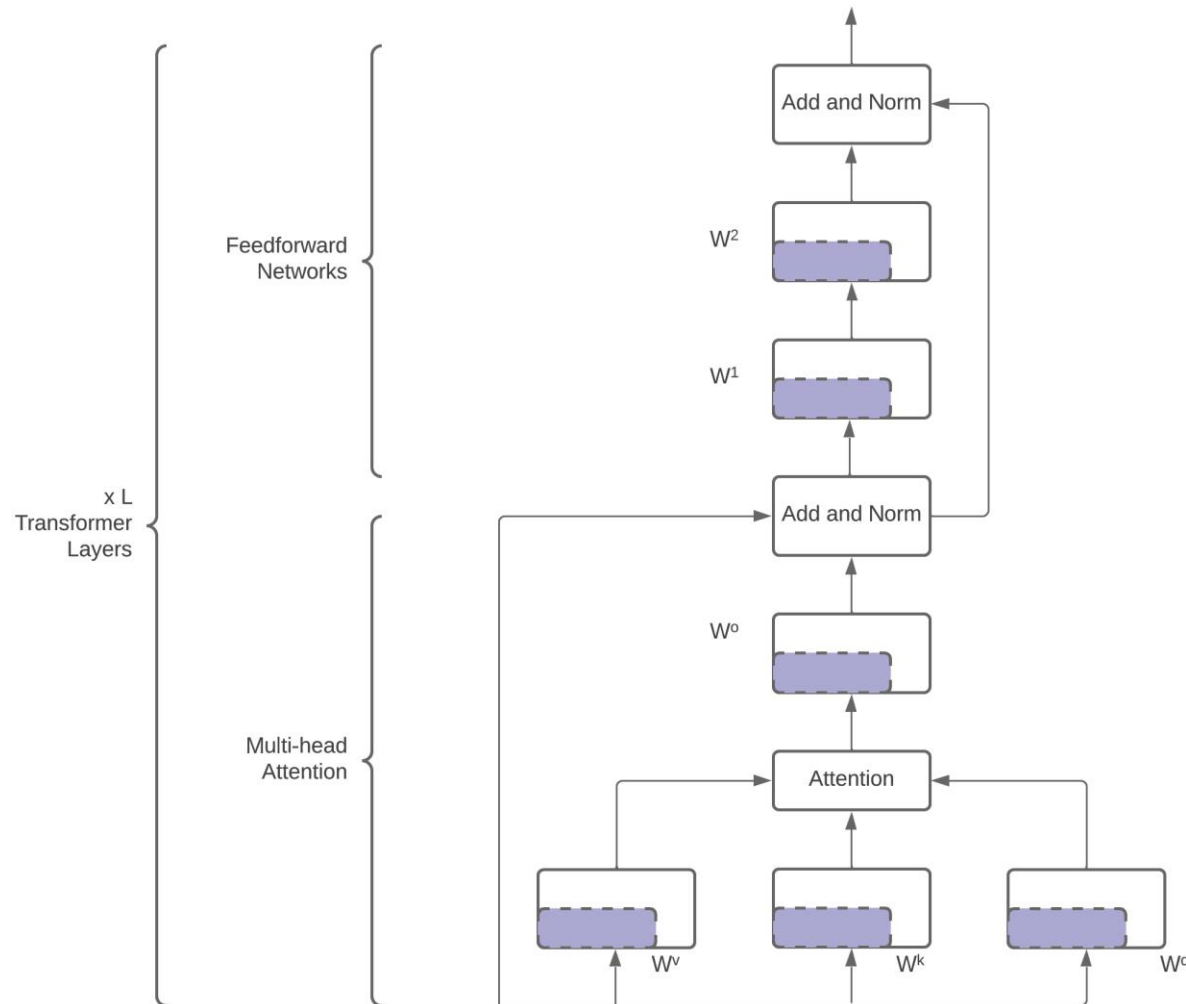 Add and Norm
W²
Feedforward
Networks
W¹
x L
Transformer
Layers
Add and Norm
Wᵒ
Multi-head
Attention
Attention
Wᵛ
Wᵏ